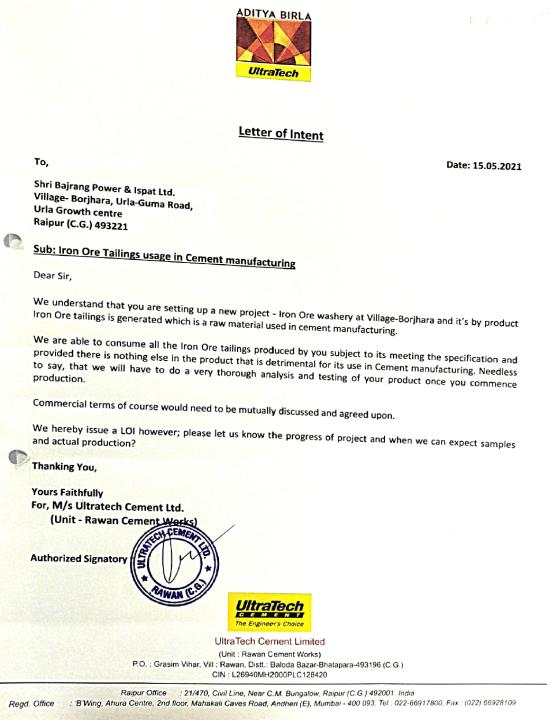 ADITYA BIRLA
UltraTech
Letter of Intent
To,
Date: 15.05.2021
Shri Bajrang Power & Ispat Ltd.
Village- Borjhara, Urla-Guma Road,
Urla Growth centre
Raipur (C.G.) 493221
Sub: Iron Ore Tailings usage in Cement manufacturing
Dear Sir,
We understand that you are setting up a new project - Iron Ore washery at Village-Borjhara and it's by product
Iron Ore tailings is generated which is a raw material used in cement manufacturing.
We are able to consume all the Iron Ore tailings produced by you subject to its meeting the specification and
provided there is nothing else in the product that is detrimental for its use in Cement manufacturing. Needless
to say, that we will have to do a very thorough analysis and testing of your product once you commence
production.
Commercial terms of course would need to be mutually discussed and agreed upon.
We hereby issue a LOI however; please let us know the progress of project and when we can expect samples
and actual production?
Thanking You,
Yours Faithfully
For, M/s Ultratech Cement Ltd.
(Unit - Rawan Cement Works)
Authorized Signatory
ULTRATECH CEMENT LTD.
RAWAN (C.G.)
UltraTech
CEMENT
The Engineer's Choice
UltraTech Cement Limited
(Unit : Rawan Cement Works)
P.O. : Grasim Vihar, Vill : Rawan, Distt.: Baloda Bazar-Bhatapara-493196 (C.G.)
CIN : L26940MH2000PLC128420
Raipur Office : 21/470, Civil Line, Near C.M. Bungalow, Raipur (C.G.) 492001. India
Regd. Office : 'B'Wing, Ahura Centre, 2nd floor, Mahakali Caves Road, Andheri (E), Mumbai - 400 093. Tel : 022-66917800, Fax : (022) 66928109